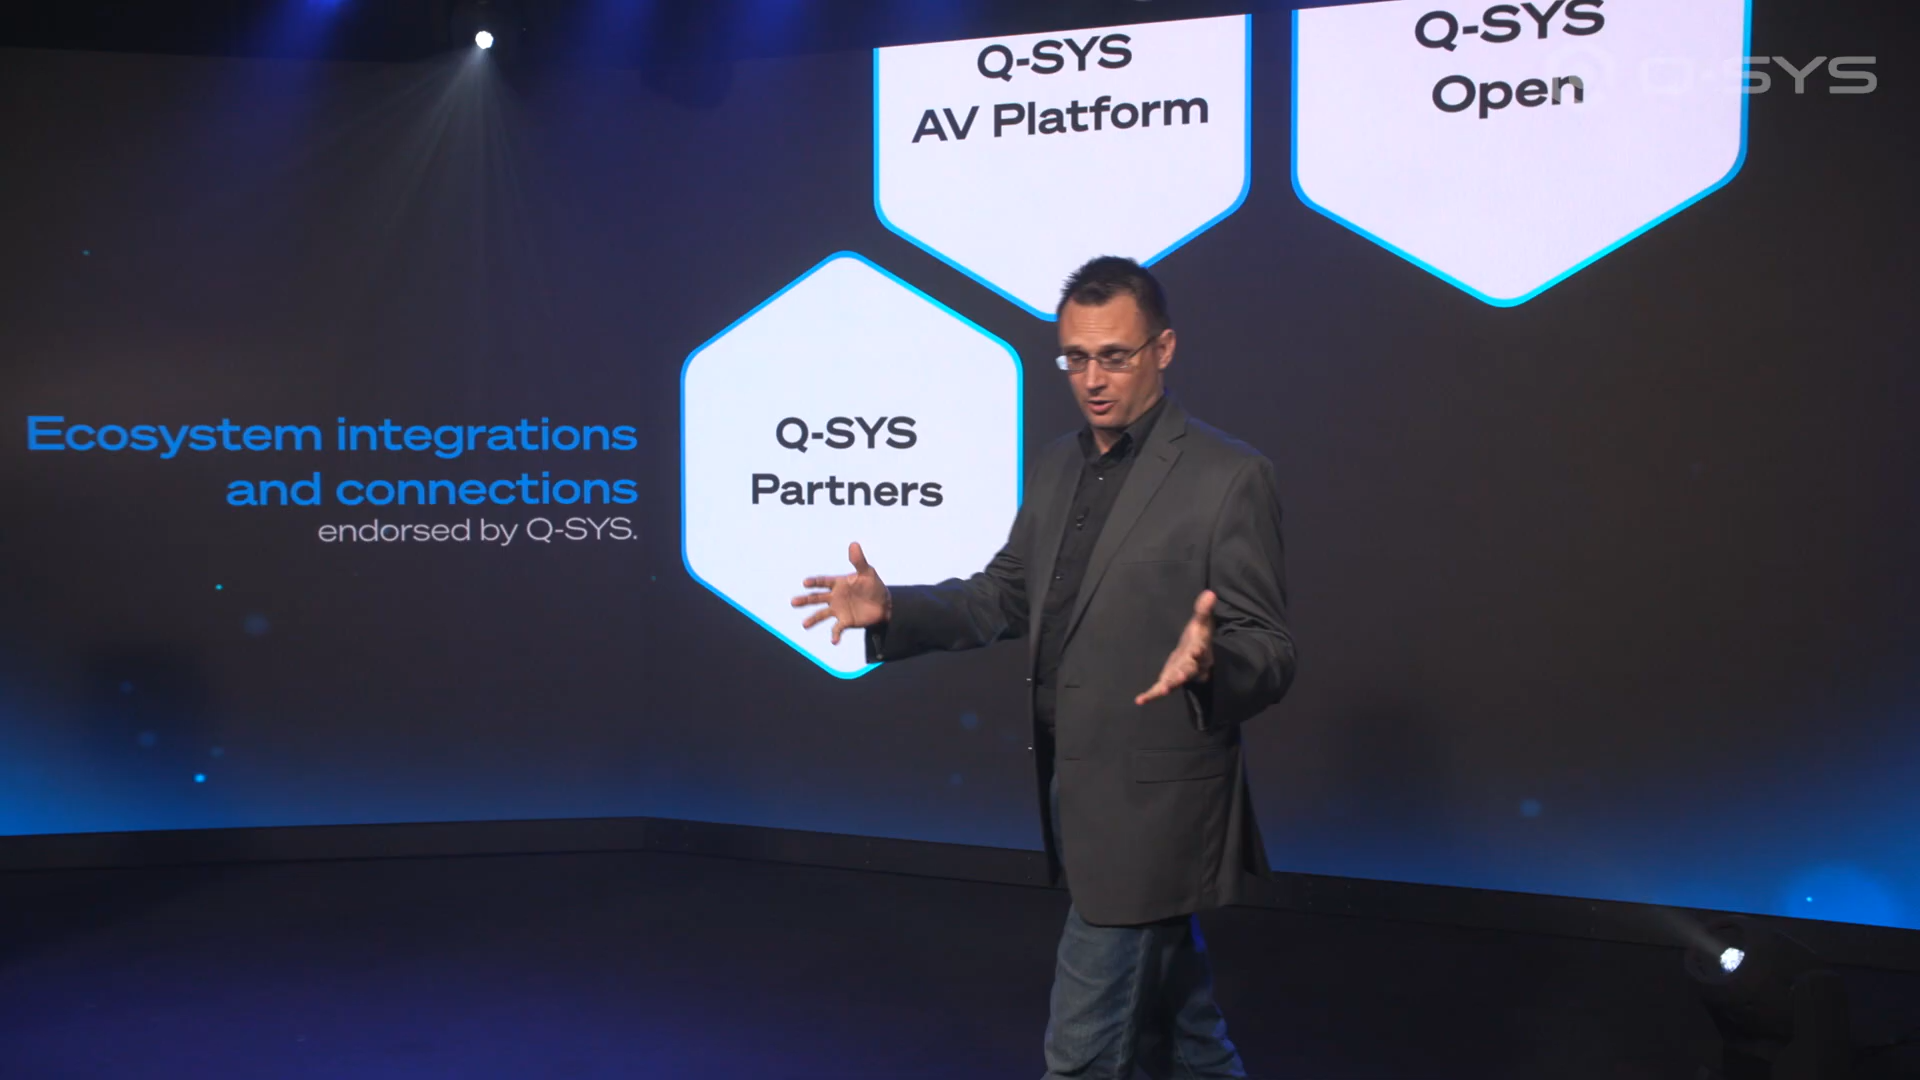 Q-SYS
AV Platform
Q-SYS
Open
Q-SYS
Ecosystem integrations
and connections
endorsed by Q-SYS.
Q-SYS
Partners